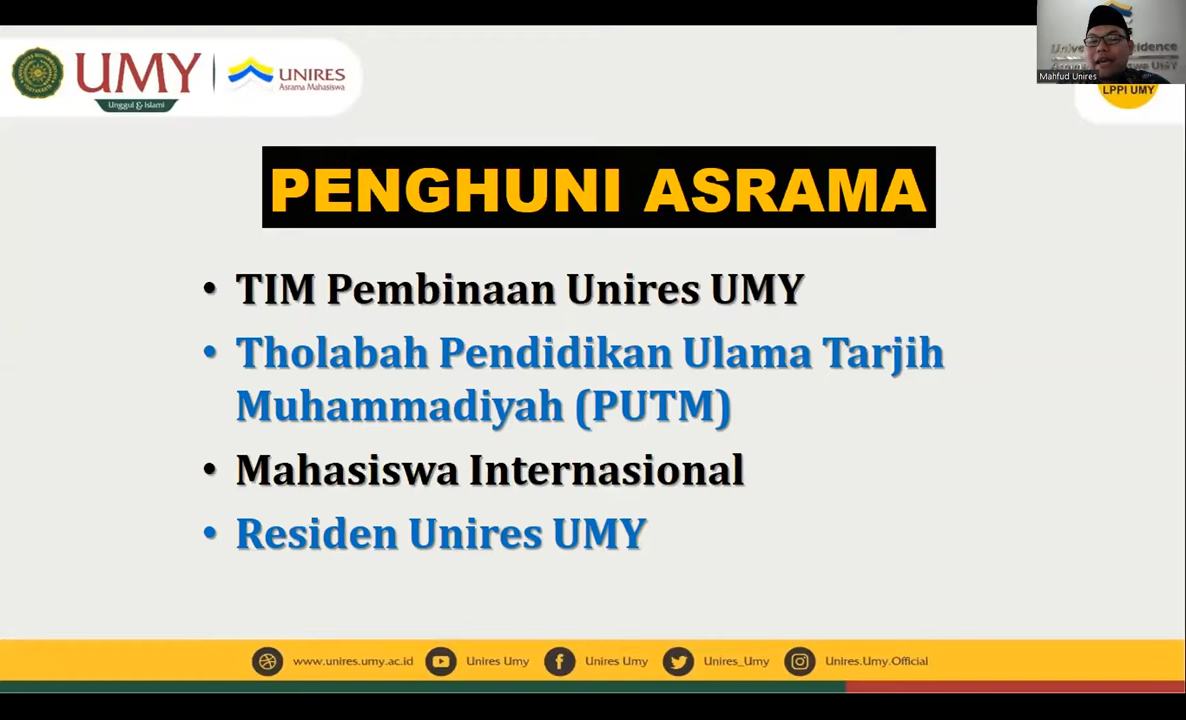 UMY
Unggul & Islami
UNIRES
Asrama Mahasiswa
Mahfud Unires
LPPI UMY
PENGHUNI ASRAMA
• TIM Pembinaan Unires UMY
• Tholabah Pendidikan Ulama Tarjih
Muhammadiyah (PUTM)
• Mahasiswa Internasional
• Residen Unires UMY
www.unires.umy.ac.id
Unires Umy
Unires Umy
Unires_Umy
Unires.Umy.Official